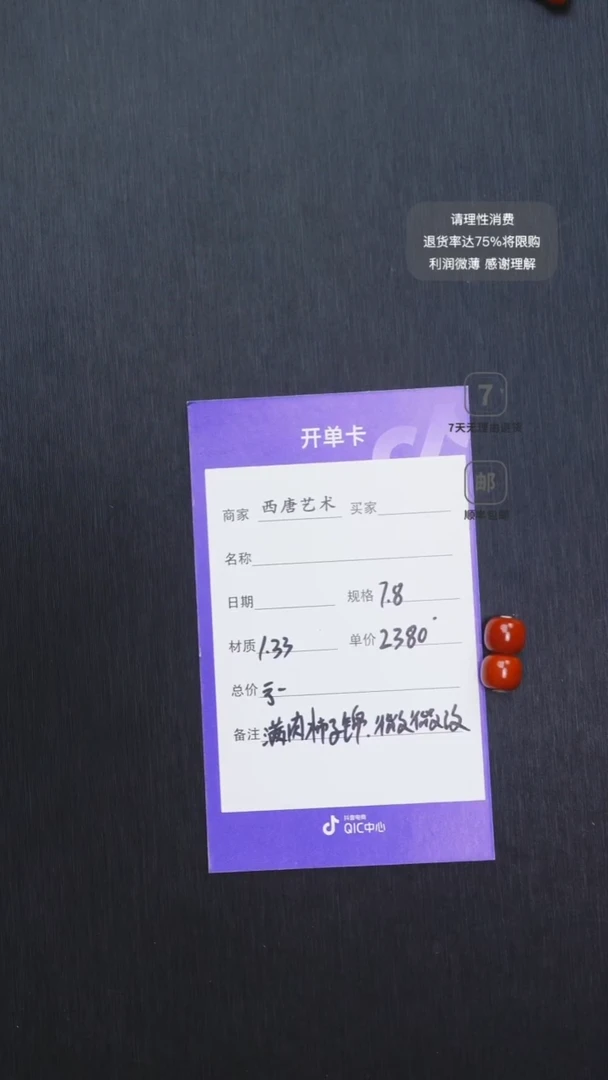 请理性消费
退货率达75%将限购
利润微薄 感谢理解
7
7天无理由退货
邮
顺丰包邮
开单卡
商家 西唐艺术 买家
名称
日期 规格 7.8
材质 1.33 单价 2380
总价
备注 满肉柿子锦.微微纹
抖音电商
QIC中心